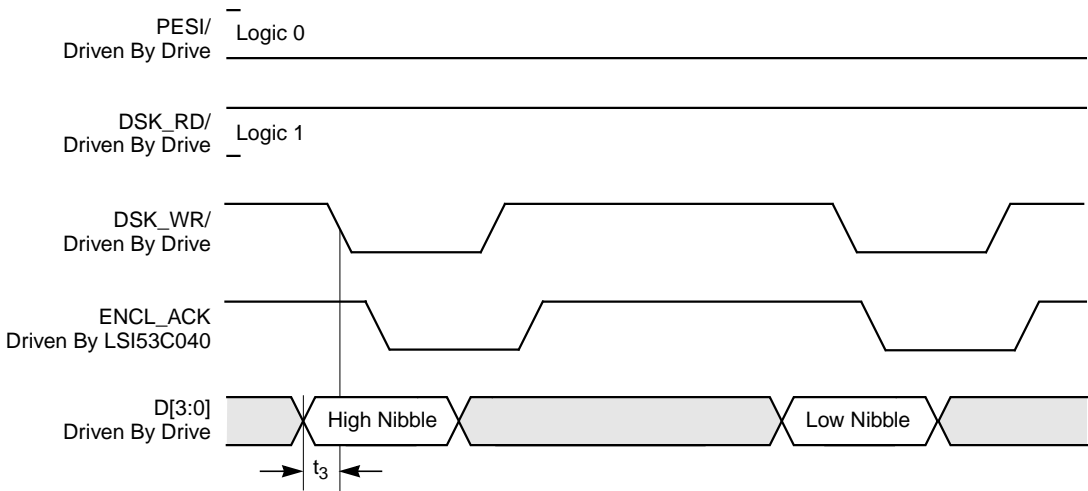 PESI/
Driven By Drive
Logic 0
DSK_RD/
Driven By Drive
Logic 1
DSK_WR/
Driven By Drive
ENCL_ACK
Driven By LSI53C040
D[3:0]
Driven By Drive
High Nibble
Low Nibble
t3